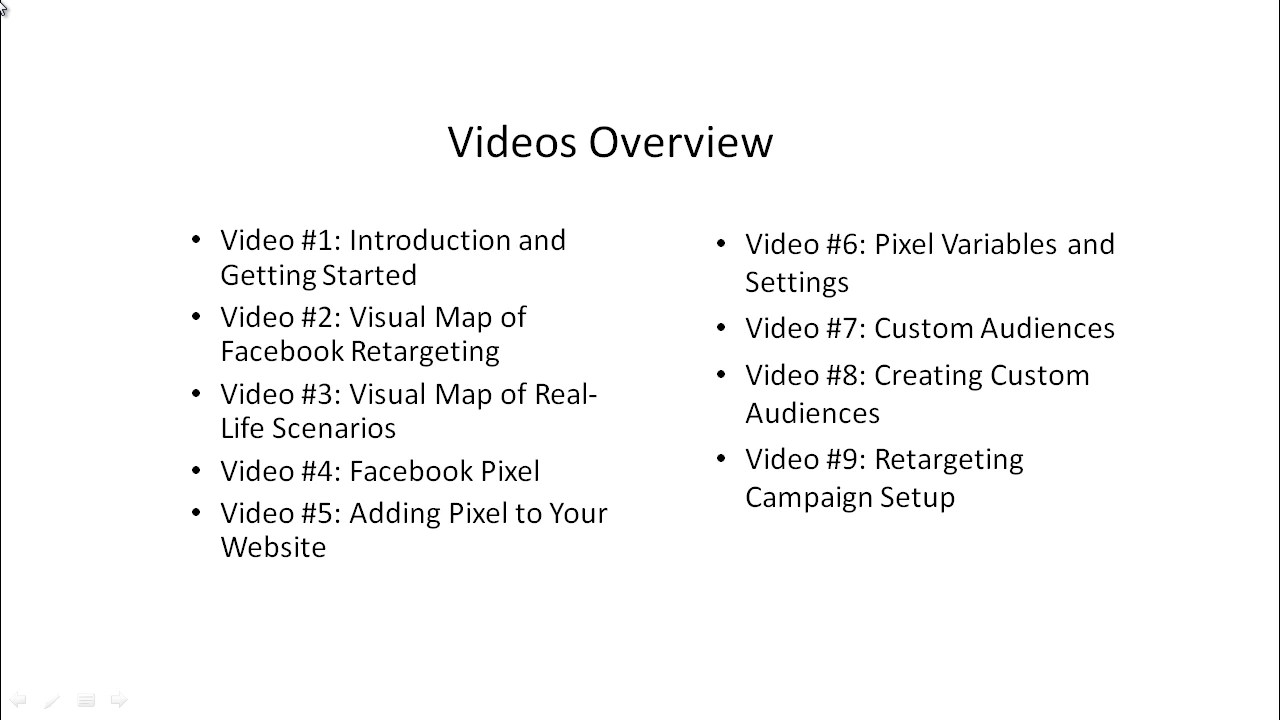 Videos Overview
• Video #1: Introduction and
Getting Started
• Video #2: Visual Map of
Facebook Retargeting
• Video #3: Visual Map of Real-
Life Scenarios
• Video #4: Facebook Pixel
• Video #5: Adding Pixel to Your
Website
• Video #6: Pixel Variables and
Settings
• Video #7: Custom Audiences
• Video #8: Creating Custom
Audiences
• Video #9: Retargeting
Campaign Setup